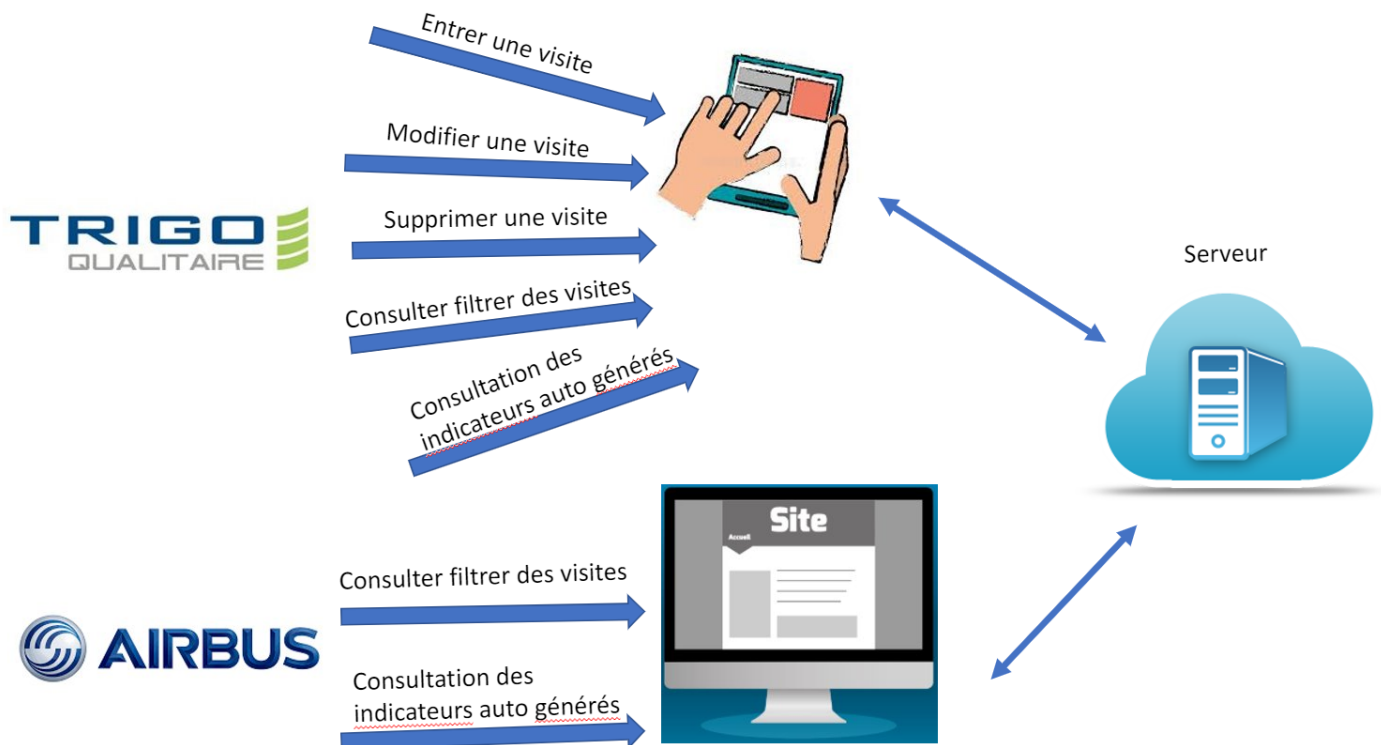 Entrer une visite
Modifier une visite
TRIGO
QUALITAIRE
Supprimer une visite
Consulter filtrer des visites
Consultation des
indicateurs auto générés
Serveur
Site
Accueil
Consulter filtrer des visites
AIRBUS
Consultation des
indicateurs auto générés